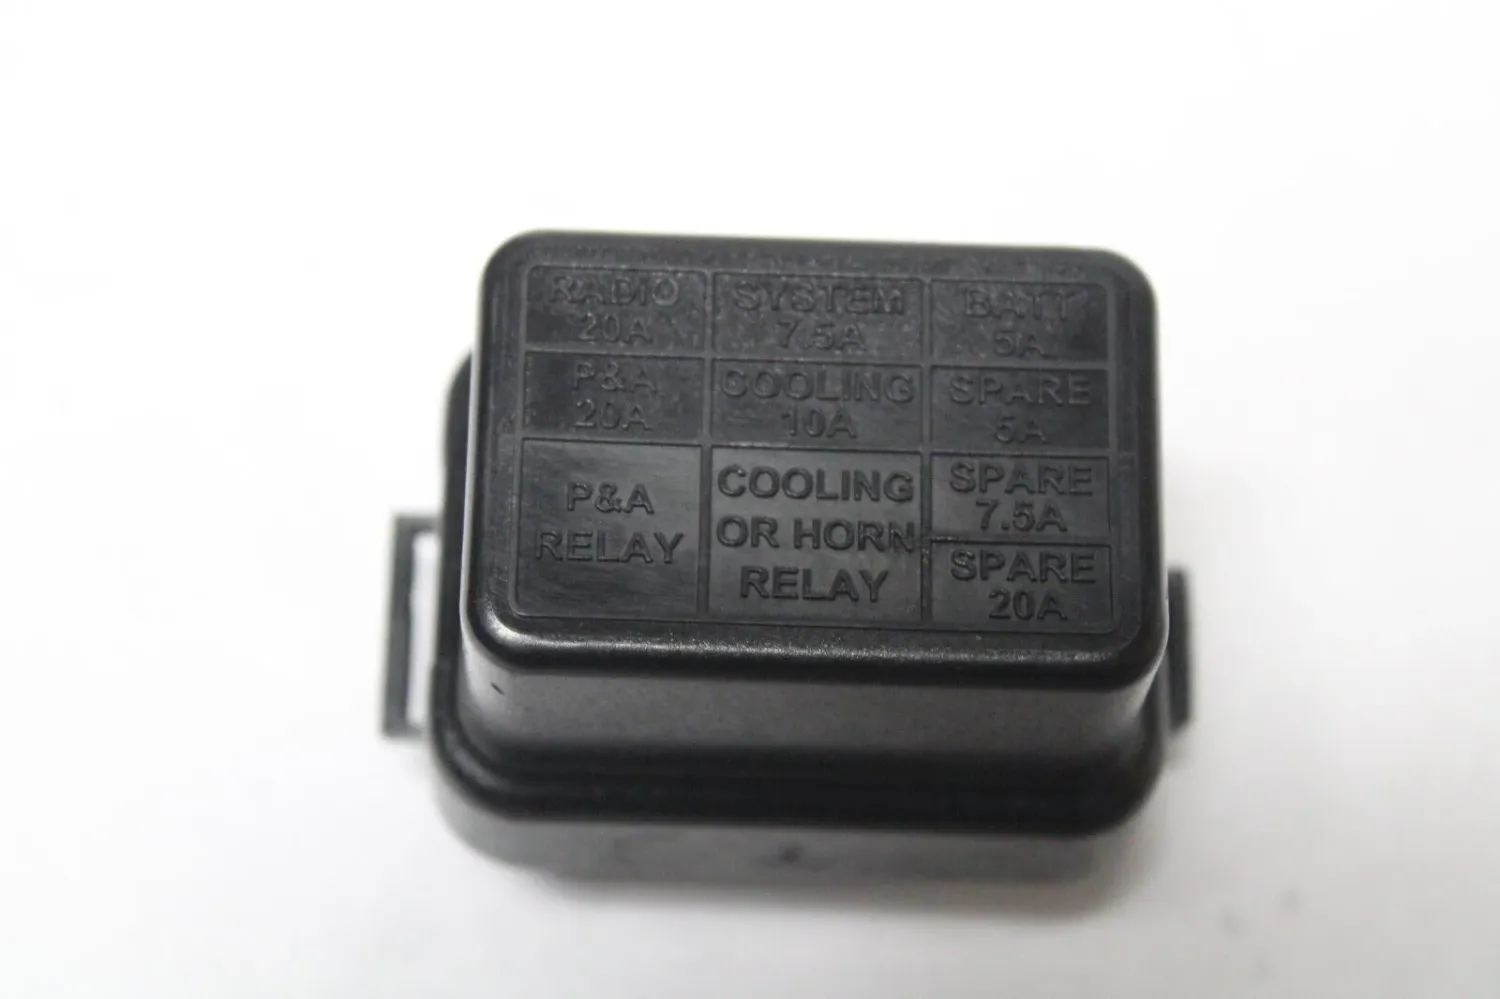 RADIO
20A
SYSTEM
7.5A
BATT
5A
P&A
20A
COOLING
10A
SPARE
5A
P&A
RELAY
COOLING
OR HORN
RELAY
SPARE
7.5A
SPARE
20A